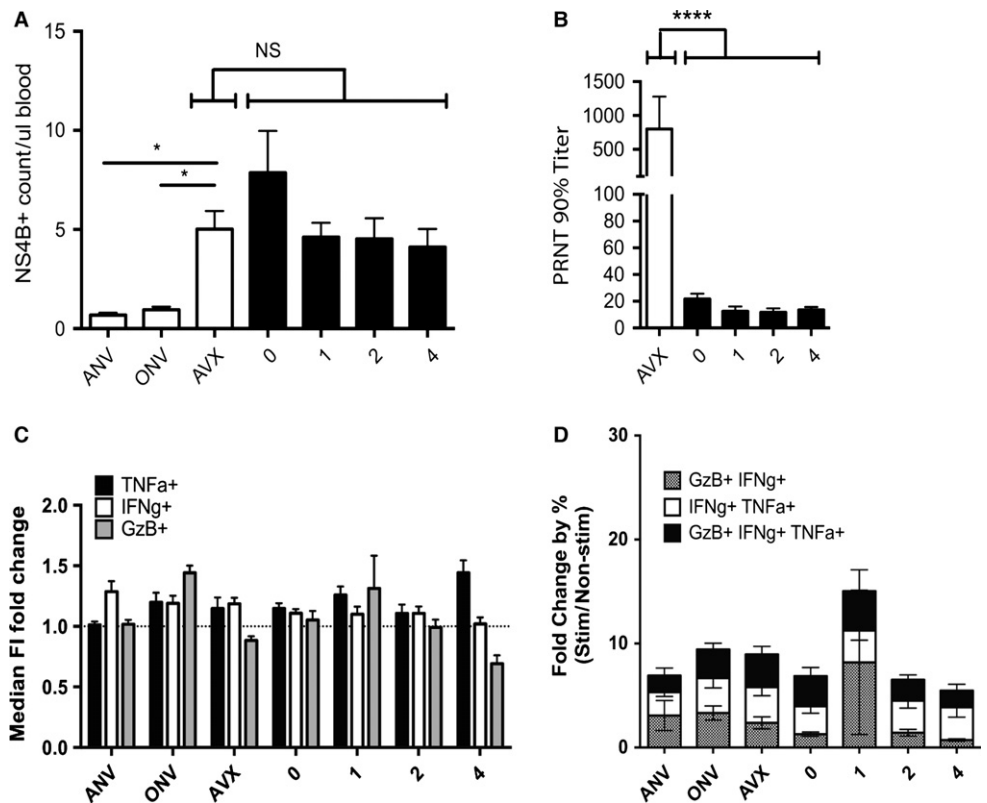 A
NS4B+ count/ul blood
15
10
5
0
NS
*
*
ANV ONV AVX 0 1 2 4
B
PRNT 90% Titer
****
1500
1000
500
100
80
60
40
20
0
AVX 0 1 2 4
C
Median FI fold change
TNFa+
IFNg+
GzB+
2.0
1.5
1.0
0.5
0.0
ANV ONV AVX 0 1 2 4
D
Fold Change by %
(Stim/Non-stim)
30
20
10
0
GzB+ IFNg+
IFNg+ TNFa+
GzB+ IFNg+ TNFa+
ANV ONV AVX 0 1 2 4